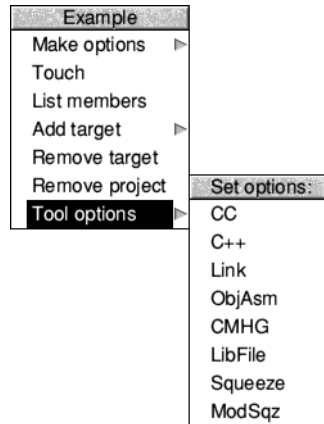 Example
Make options
Touch
List members
Add target
Remove target
Remove project
Tool options
Set options:
CC
C++
Link
ObjAsm
CMHG
LibFile
Squeeze
ModSqz